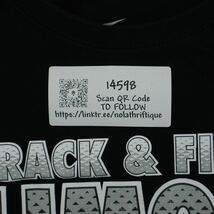 14598
Scan QR Code
TO FOLLOW
https://linktr.ee/nolathriftique
RACK & FI